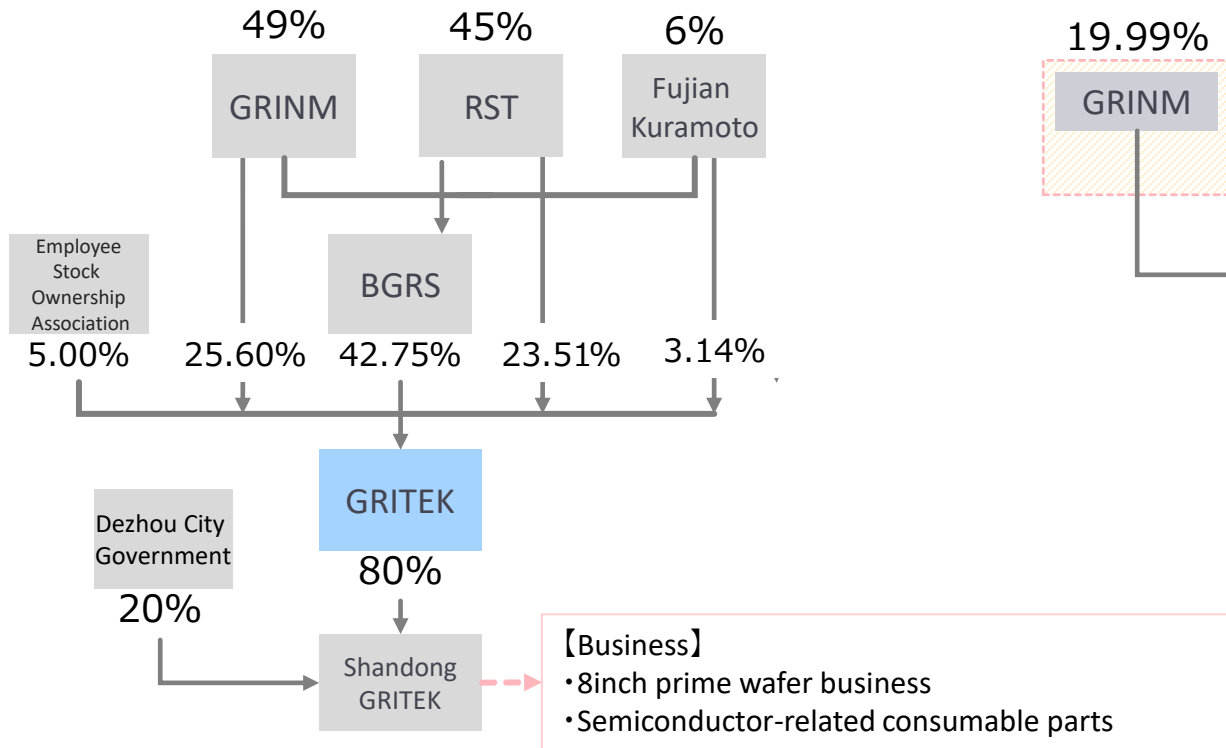 49%
45%
6%
19.99%
GRINM
RST
Fujian
Kuramoto
GRINM
Employee
Stock
Ownership
Association
BGRS
5.00%
25.60%
42.75%
23.51%
3.14%
GRITEK
Dezhou City
Government
80%
20%
Shandong
GRITEK
【Business】
・8inch prime wafer business
・Semiconductor-related consumable parts